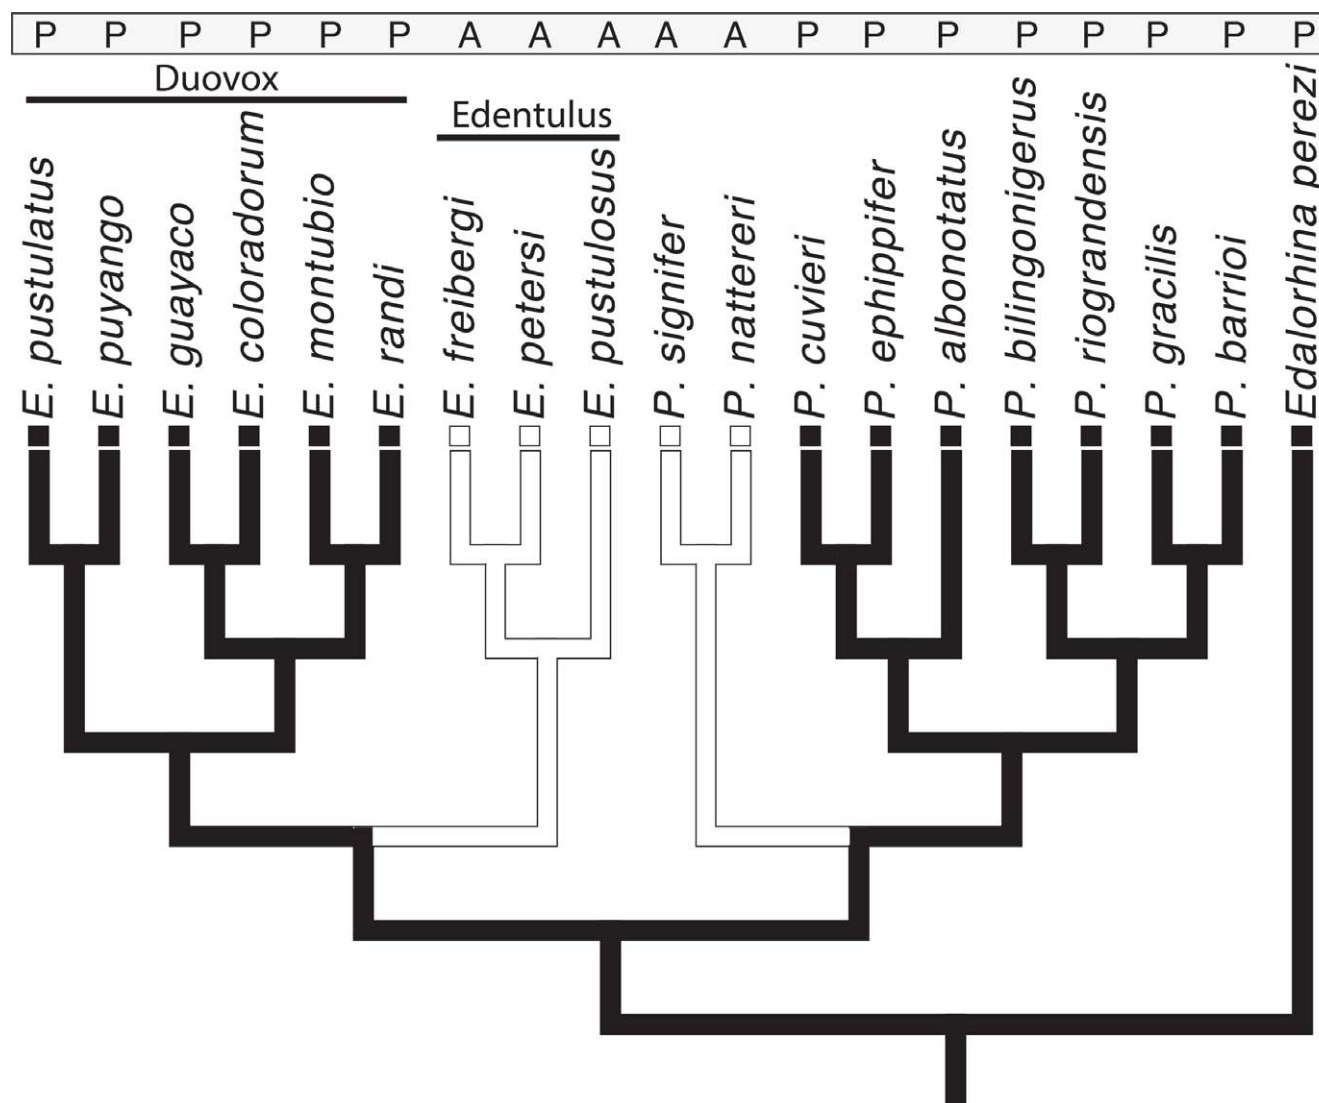 P P P P P P A A A A A P P P P P P P P
Duovox
Edentulus
E. pustulatus
E. puyango
E. guayaco
E. coloradorum
E. montubio
E. randi
E. freibergi
E. petersi
E. pustulosus
P. signifer
P. nattereri
P. cuvieri
P. ephippifer
P. albonotatus
P. bilingonigerus
P. riograndensis
P. gracilis
P. barrioi
Edalorhina perezi